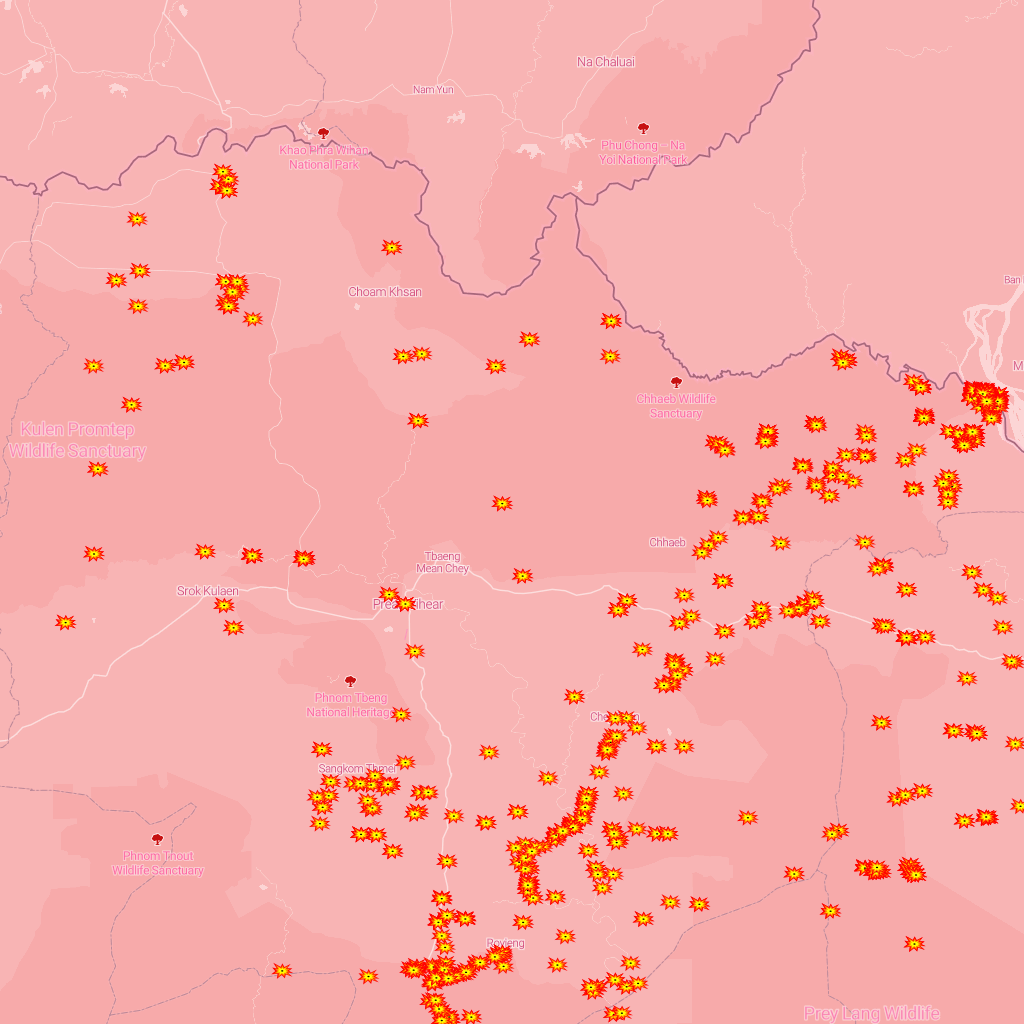 Na Chaluai
Nam Yun
Khao Phra Wihan
National Park
Phu Chong - Na
Yoi National Park
Choam Khsan
Chhaeb Wildlife
Sanctuary
Kulen Promtep
Wildlife Sanctuary
Chhaeb
Tbaeng
Mean Chey
Srok Kulaen
Phnom Tbeng
National Heritage
Sangkom Thmei
Phnom Thout
Wildlife Sanctuary
Rovieng
Prey Lang Wildlife